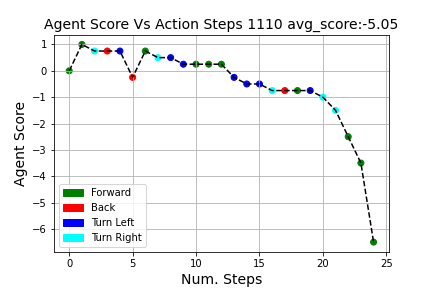 Agent Score Vs Action Steps 1110 avg_score:-5.05
1
0
−1
−2
−3
−4
−5
−6
Agent Score
Forward
Back
Turn Left
Turn Right
0 5 10 15 20 25
Num. Steps